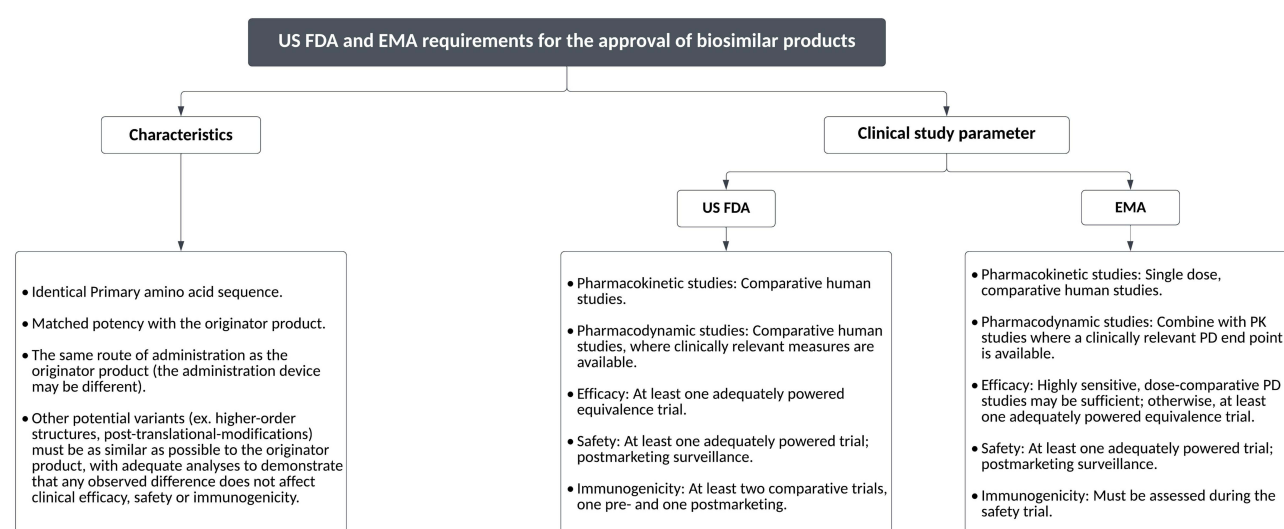 US FDA and EMA requirements for the approval of biosimilar products
Characteristics
Clinical study parameter
US FDA
EMA
• Identical Primary amino acid sequence.
• Matched potency with the originator product.
• The same route of administration as the
originator product (the administration device
may be different).
• Other potential variants (ex. higher-order
structures, post-translational-modifications)
must be as similar as possible to the originator
product, with adequate analyses to demonstrate
that any observed difference does not affect
clinical efficacy, safety or immunogenicity.
• Pharmacokinetic studies: Comparative human
studies.
• Pharmacodynamic studies: Comparative human
studies, where clinically relevant measures are
available.
• Efficacy: At least one adequately powered
equivalence trial.
• Safety: At least one adequately powered trial;
postmarketing surveillance.
• Immunogenicity: At least two comparative trials,
one pre- and one postmarketing.
• Pharmacokinetic studies: Single dose,
comparative human studies.
• Pharmacodynamic studies: Combine with PK
studies where a clinically relevant PD end point
is available.
• Efficacy: Highly sensitive, dose-comparative PD
studies may be sufficient; otherwise, at least
one adequately powered equivalence trial.
• Safety: At least one adequately powered trial;
postmarketing surveillance.
• Immunogenicity: Must be assessed during the
safety trial.